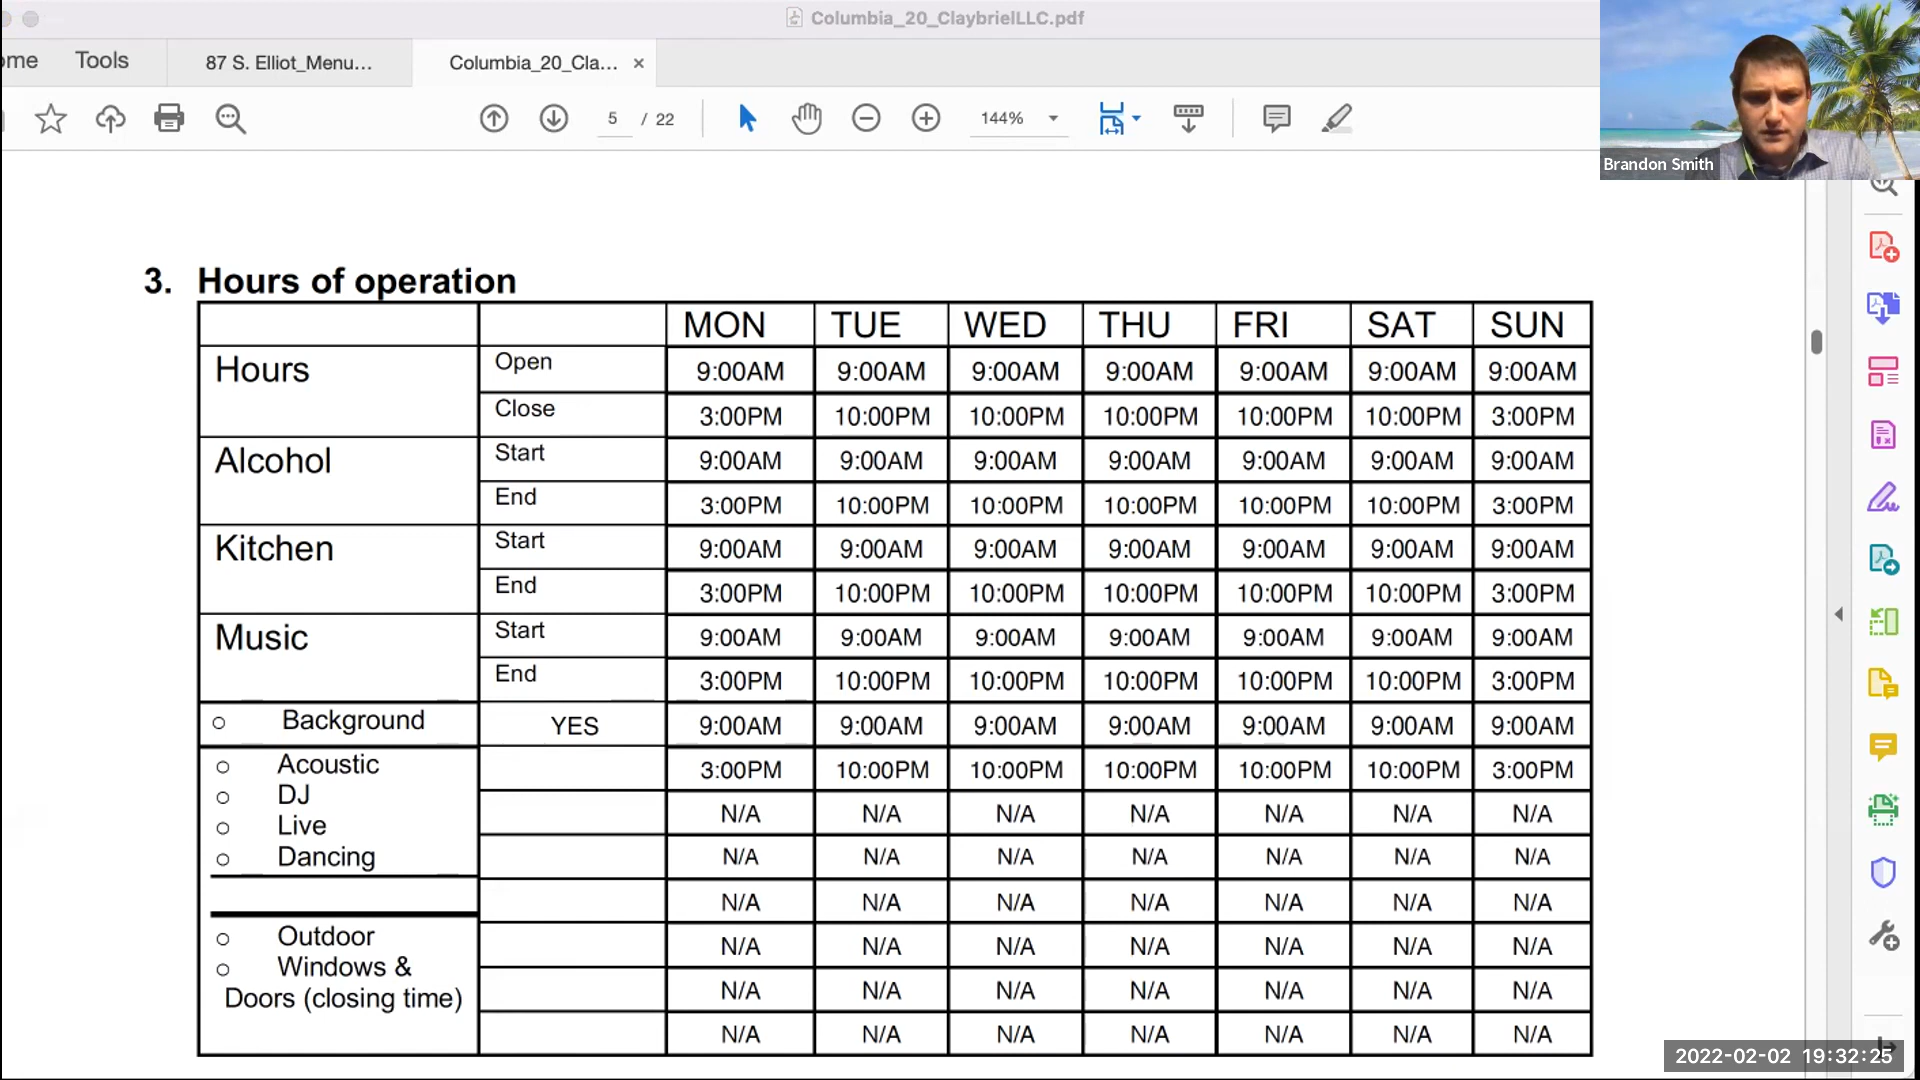 Columbia_20_ClaybrielLLC.pdf
ome Tools 87 S. Elliot_Menu... Columbia_20_Cla... ×
5 / 22 144%
Brandon Smith
3. Hours of operation
MON TUE WED THU FRI SAT SUN
Hours Open 9:00AM 9:00AM 9:00AM 9:00AM 9:00AM 9:00AM 9:00AM
Close 3:00PM 10:00PM 10:00PM 10:00PM 10:00PM 10:00PM 3:00PM
Alcohol Start 9:00AM 9:00AM 9:00AM 9:00AM 9:00AM 9:00AM 9:00AM
End 3:00PM 10:00PM 10:00PM 10:00PM 10:00PM 10:00PM 3:00PM
Kitchen Start 9:00AM 9:00AM 9:00AM 9:00AM 9:00AM 9:00AM 9:00AM
End 3:00PM 10:00PM 10:00PM 10:00PM 10:00PM 10:00PM 3:00PM
Music Start 9:00AM 9:00AM 9:00AM 9:00AM 9:00AM 9:00AM 9:00AM
End 3:00PM 10:00PM 10:00PM 10:00PM 10:00PM 10:00PM 3:00PM
○ Background YES 9:00AM 9:00AM 9:00AM 9:00AM 9:00AM 9:00AM 9:00AM
○ Acoustic 3:00PM 10:00PM 10:00PM 10:00PM 10:00PM 10:00PM 3:00PM
○ DJ N/A N/A N/A N/A N/A N/A N/A
○ Live
○ Dancing N/A N/A N/A N/A N/A N/A N/A
N/A N/A N/A N/A N/A N/A N/A
○ Outdoor N/A N/A N/A N/A N/A N/A N/A
○ Windows &
Doors (closing time) N/A N/A N/A N/A N/A N/A N/A
N/A N/A N/A N/A N/A N/A N/A
2022-02-02 19:32:25